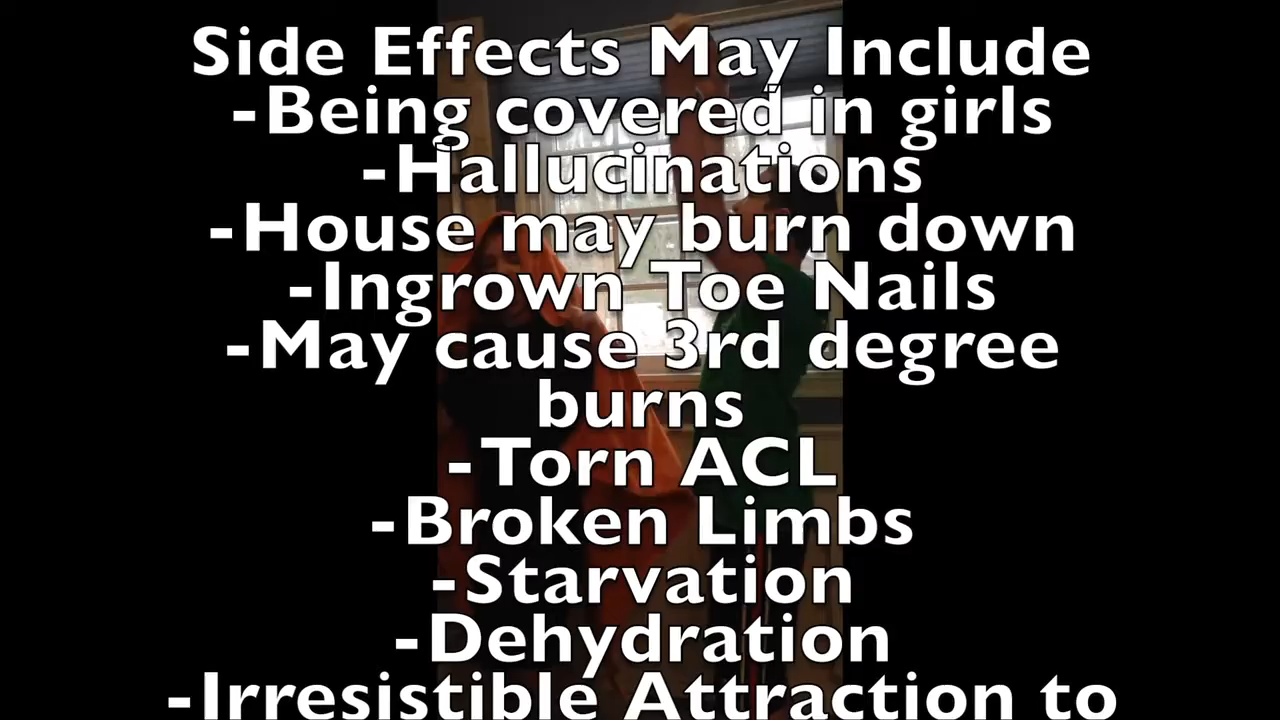 Side Effects May Include
-Being covered in girls
-Hallucinations
-House may burn down
-Ingrown Toe Nails
-May cause 3rd degree
burns
-Torn ACL
-Broken Limbs
-Starvation
-Dehydration
-Irresistible Attraction to